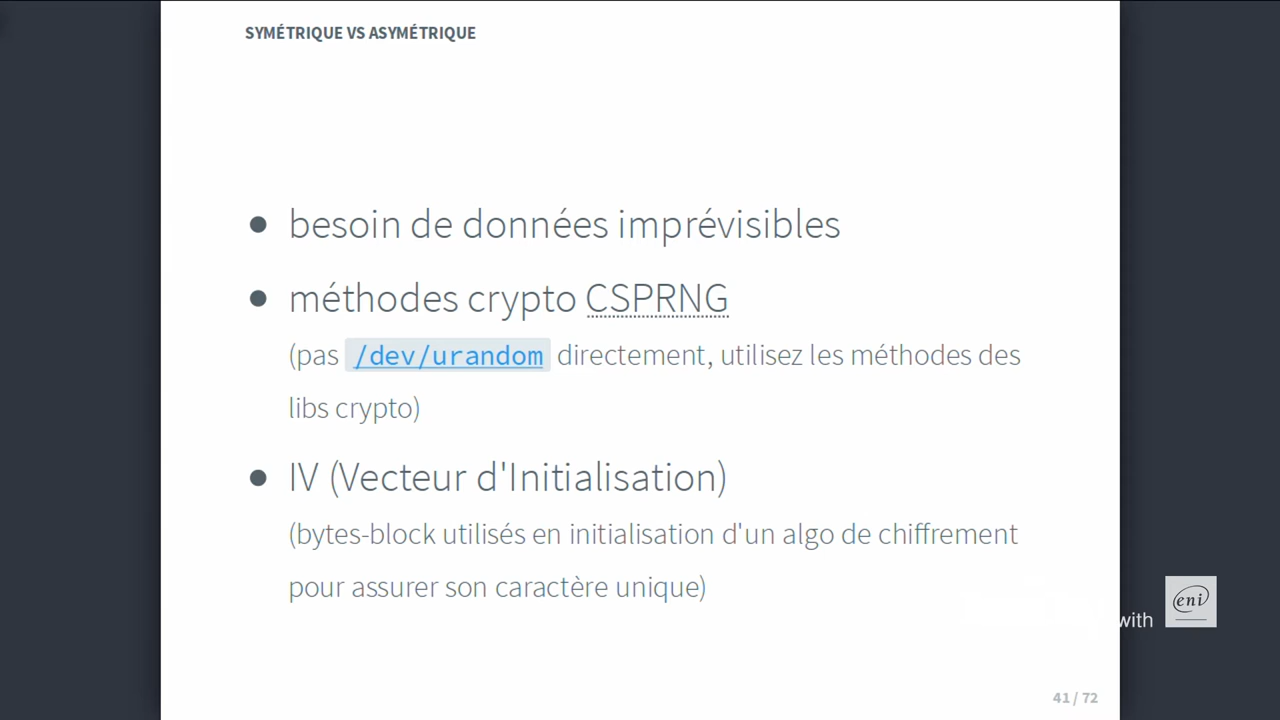 SYMÉTRIQUE VS ASYMÉTRIQUE
● besoin de données imprévisibles
● méthodes crypto CSPRNG
(pas /dev/urandom directement, utilisez les méthodes des
libs crypto)
● IV (Vecteur d'Initialisation)
(bytes-block utilisés en initialisation d'un algo de chiffrement
pour assurer son caractère unique)
with eni
41 / 72